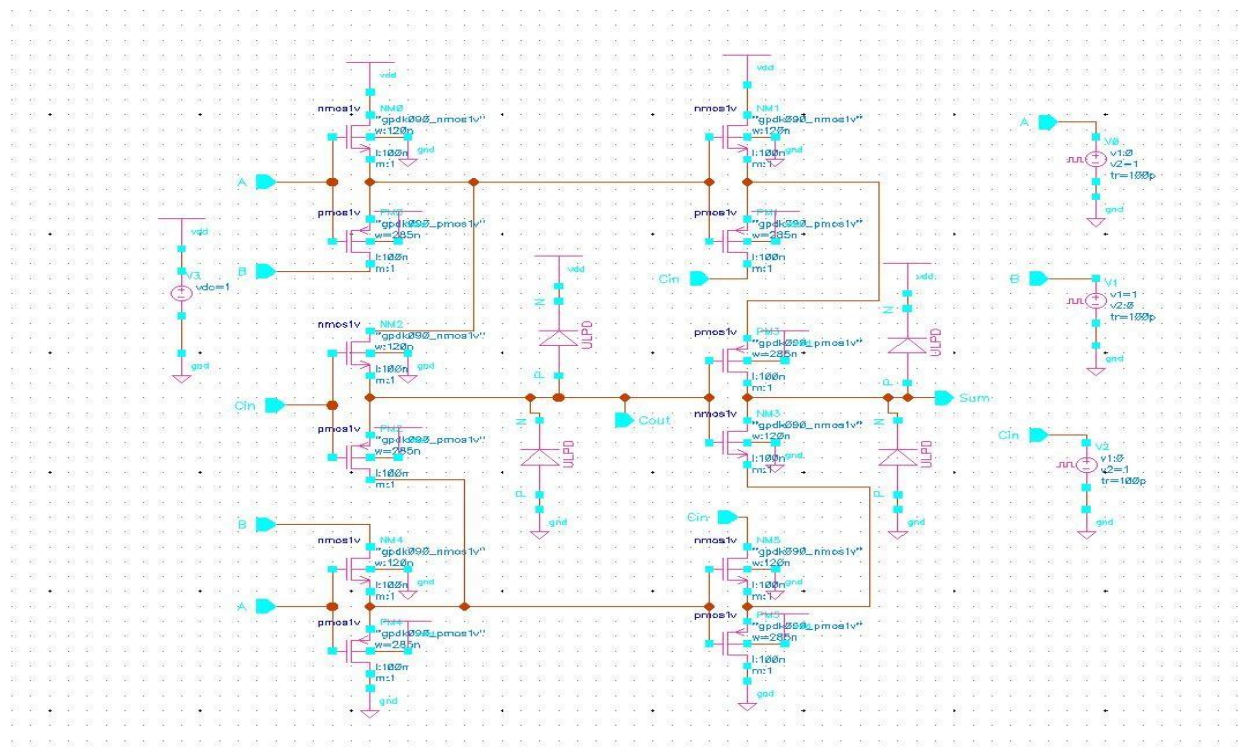 vdd
nmos1v NM0
"gpdk090_nmos1v"
w:120n
gnd
l:100n
m:1
A
pmos1v
"gpdk090_pmos1v"
w=285n
l:100n
m:1
B
vdd
V3
vdc=1
gnd
nmos1v NM2
"gpdk090_nmos1v"
w:120n
gnd
l:100n
m:1
Cin
pmos1v PM2
"gpdk090_pmos1v"
w=285n
l:100n
m:1
B
nmos1v NM4
"gpdk090_nmos1v"
w:120n
gnd
l:100n
m:1
A
pmos1v PM4
"gpdk090_pmos1v"
w=285n
l:100n
m:1
gnd
vdd
N
ULPD
P
Cout
N
ULPD
P
gnd
vdd
nmos1v NM1
"gpdk090_nmos1v"
w:120n
gnd
l:100n
m:1
pmos1v PM1
"gpdk090_pmos1v"
w=285n
l:100n
m:1
Cin
pmos1v PM3
"gpdk090_pmos1v"
w=285n
l:100n
m:1
nmos1v NM3
"gpdk090_nmos1v"
w:120n
gnd
l:100n
m:1
Cin
nmos1v NM5
"gpdk090_nmos1v"
w:120n
gnd
l:100n
m:1
pmos1v PM5
"gpdk090_pmos1v"
w=285n
l:100n
m:1
gnd
vdd
N
ULPD
P
Sum
N
ULPD
P
gnd
A
V0
v1:0
v2=1
tr=100p
gnd
B
V1
v1=1
v2:0
tr=100p
gnd
Cin
V2
v1:0
v2=1
tr=100p
gnd